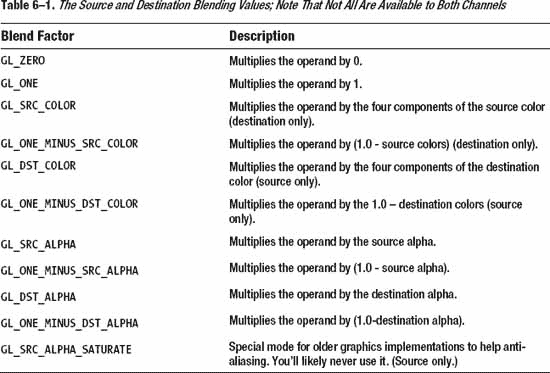 Table 6–1. The Source and Destination Blending Values; Note That Not All Are Available to Both Channels
Blend Factor Description
GL_ZERO Multiplies the operand by 0.
GL_ONE Multiplies the operand by 1.
GL_SRC_COLOR Multiplies the operand by the four components of the source color
(destination only).
GL_ONE_MINUS_SRC_COLOR Multiplies the operand by (1.0 - source colors) (destination only).
GL_DST_COLOR Multiplies the operand by the four components of the destination
color (source only).
GL_ONE_MINUS_DST_COLOR Multiplies the operand by the 1.0 – destination colors (source
only).
GL_SRC_ALPHA Multiplies the operand by the source alpha.
GL_ONE_MINUS_SRC_ALPHA Multiplies the operand by (1.0 - source alpha).
GL_DST_ALPHA Multiplies the operand by the destination alpha.
GL_ONE_MINUS_DST_ALPHA Multiplies the operand by (1.0-destination alpha).
GL_SRC_ALPHA_SATURATE Special mode for older graphics implementations to help anti-
aliasing. You'll likely never use it. (Source only.)